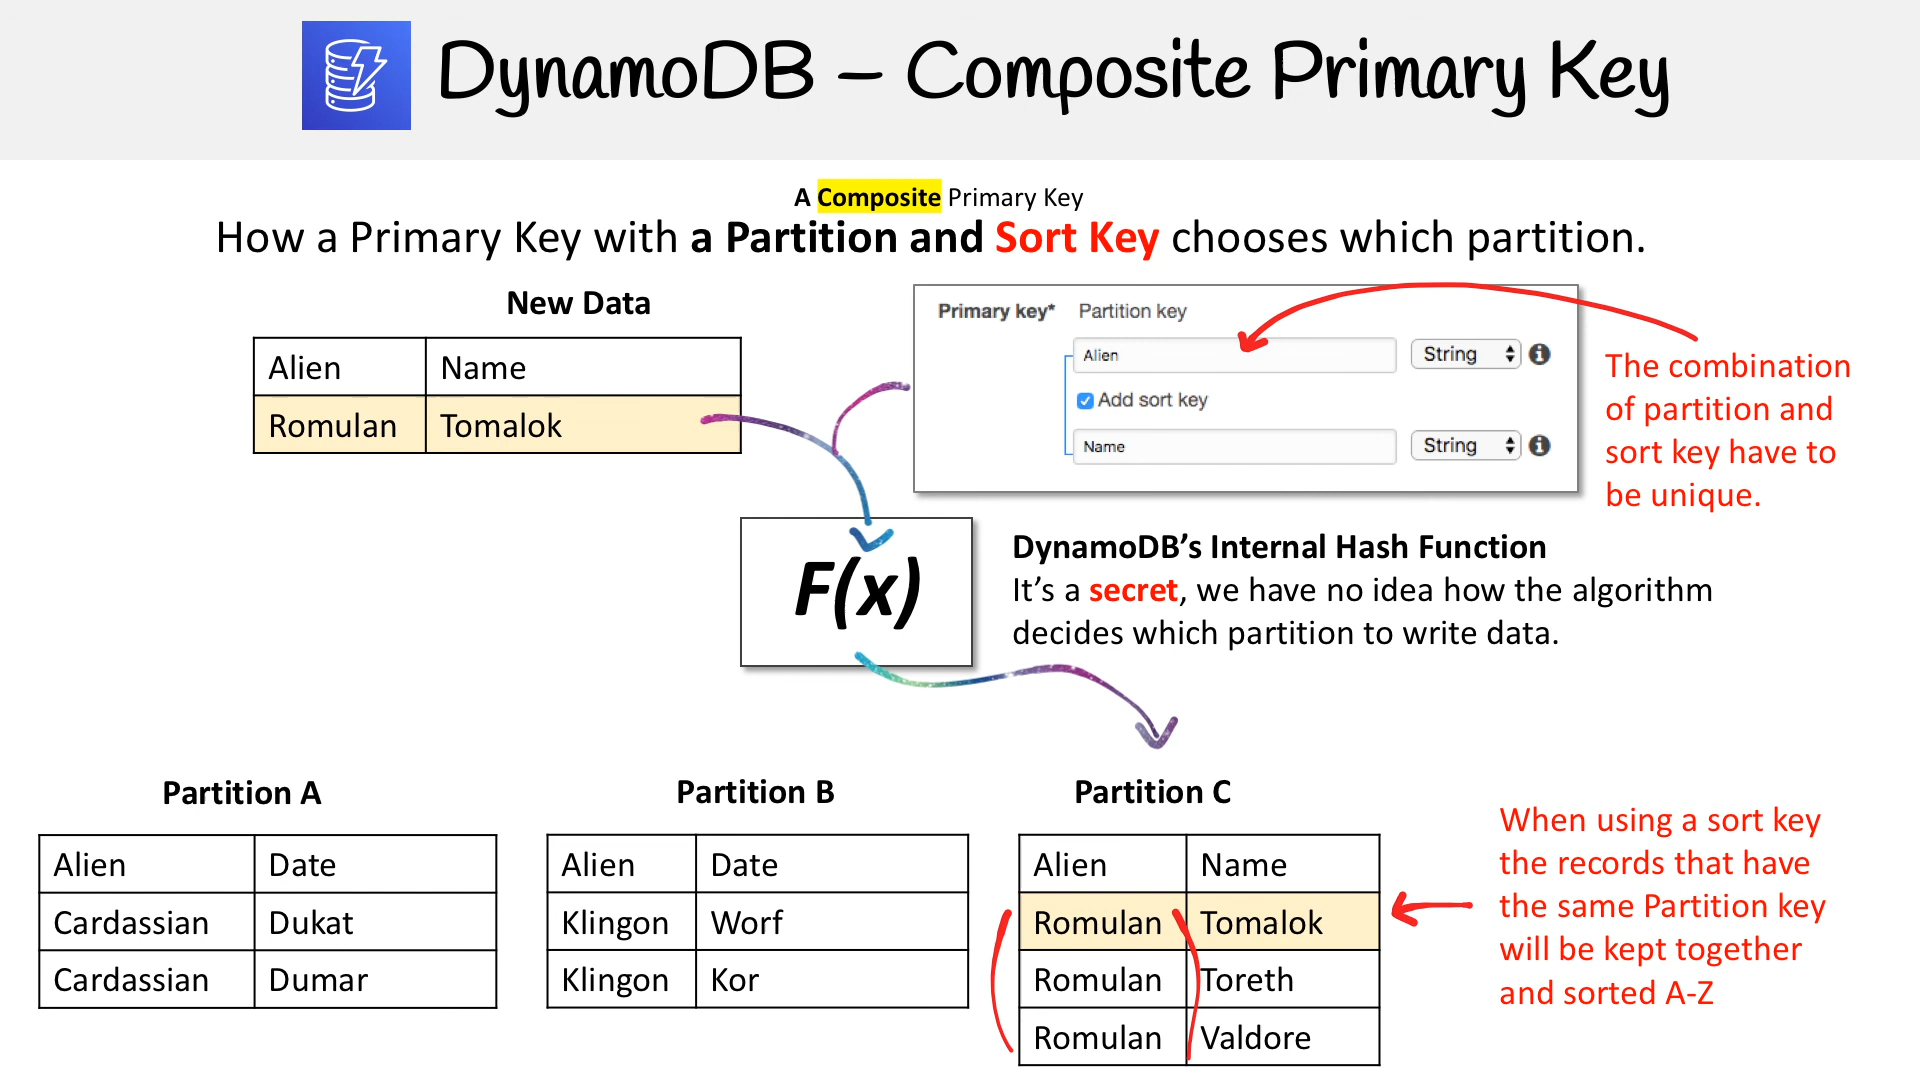 DynamoDB – Composite Primary Key
A Composite Primary Key
How a Primary Key with a Partition and Sort Key chooses which partition.
New Data
Alien Name
Romulan Tomalok
Primary key* Partition key
Alien String
Add sort key
Name String
The combination
of partition and
sort key have to
be unique.
F(x)
DynamoDB’s Internal Hash Function
It’s a secret, we have no idea how the algorithm
decides which partition to write data.
Partition A
Alien Date
Cardassian Dukat
Cardassian Dumar
Partition B
Alien Date
Klingon Worf
Klingon Kor
Partition C
Alien Name
Romulan Tomalok
Romulan Toreth
Romulan Valdore
When using a sort key
the records that have
the same Partition key
will be kept together
and sorted A-Z